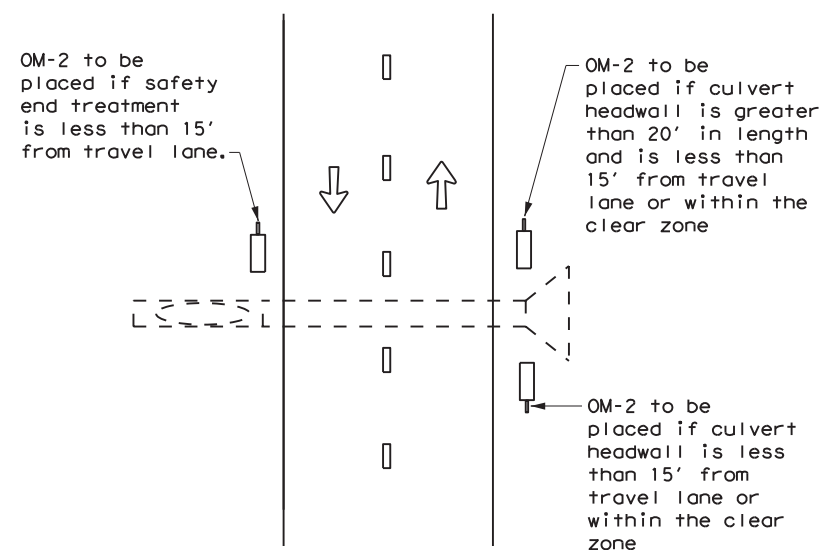 OM-2 to be
placed if safety
end treatment
is less than 15'
from travel lane.
OM-2 to be
placed if culvert
headwall is greater
than 20' in length
and is less than
15' from travel
lane or within the
clear zone
OM-2 to be
placed if culvert
headwall is less
than 15' from
travel lane or
within the clear
zone